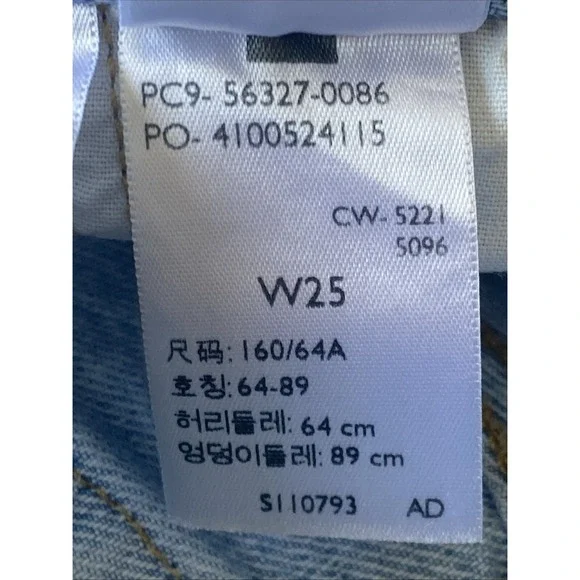 PC9- 56327-0086
PO- 4100524115
CW- 5221
5096
W25
尺码: 160/64A
호칭: 64-89
허리둘레: 64 cm
엉덩이둘레: 89 cm
S110793 AD